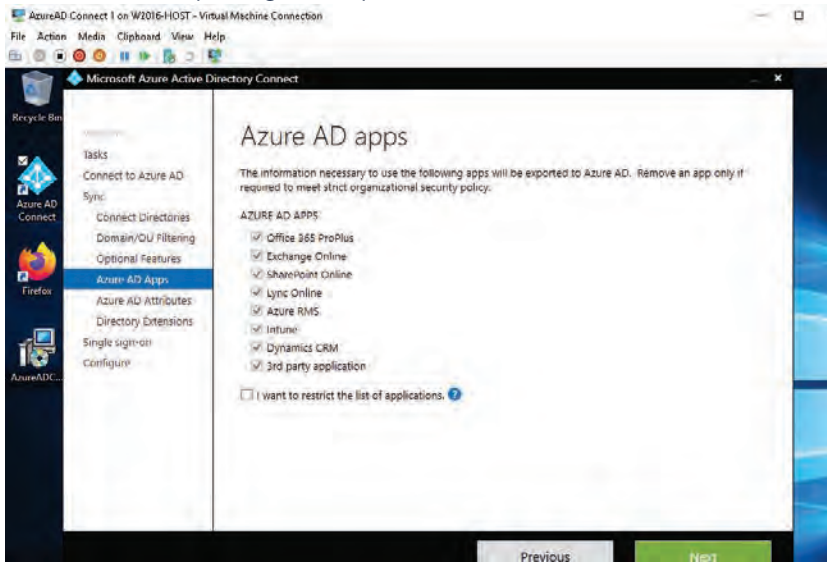 AzureAD Connect 1 on W2016-HOST - Virtual Machine Connection
File Action Media Clipboard View Help
Microsoft Azure Active Directory Connect
Recycle Bin
Azure AD
Connect
Firefox
AzureADC...
Tasks
Connect to Azure AD
Sync
Connect Directories
Domain/OU Filtering
Optional Features
Azure AD Apps
Azure AD Attributes
Directory Extensions
Single sign-on
Configure
Azure AD apps
The information necessary to use the following apps will be exported to Azure AD. Remove an app only if
required to meet strict organizational security policy.
AZURE AD APPS
Office 365 ProPlus
Exchange Online
SharePoint Online
Lync Online
Azure RMS
Intune
Dynamics CRM
3rd party application
I want to restrict the list of applications. ?
Previous
Next